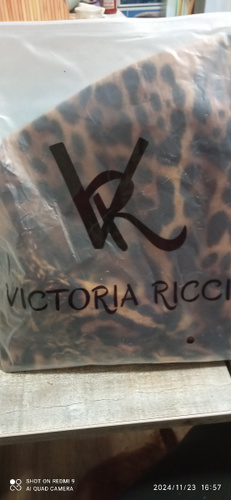 VR
VICTORIA RICCI
SHOT ON REDMI 9
AI QUAD CAMERA
2024/11/23 16:57